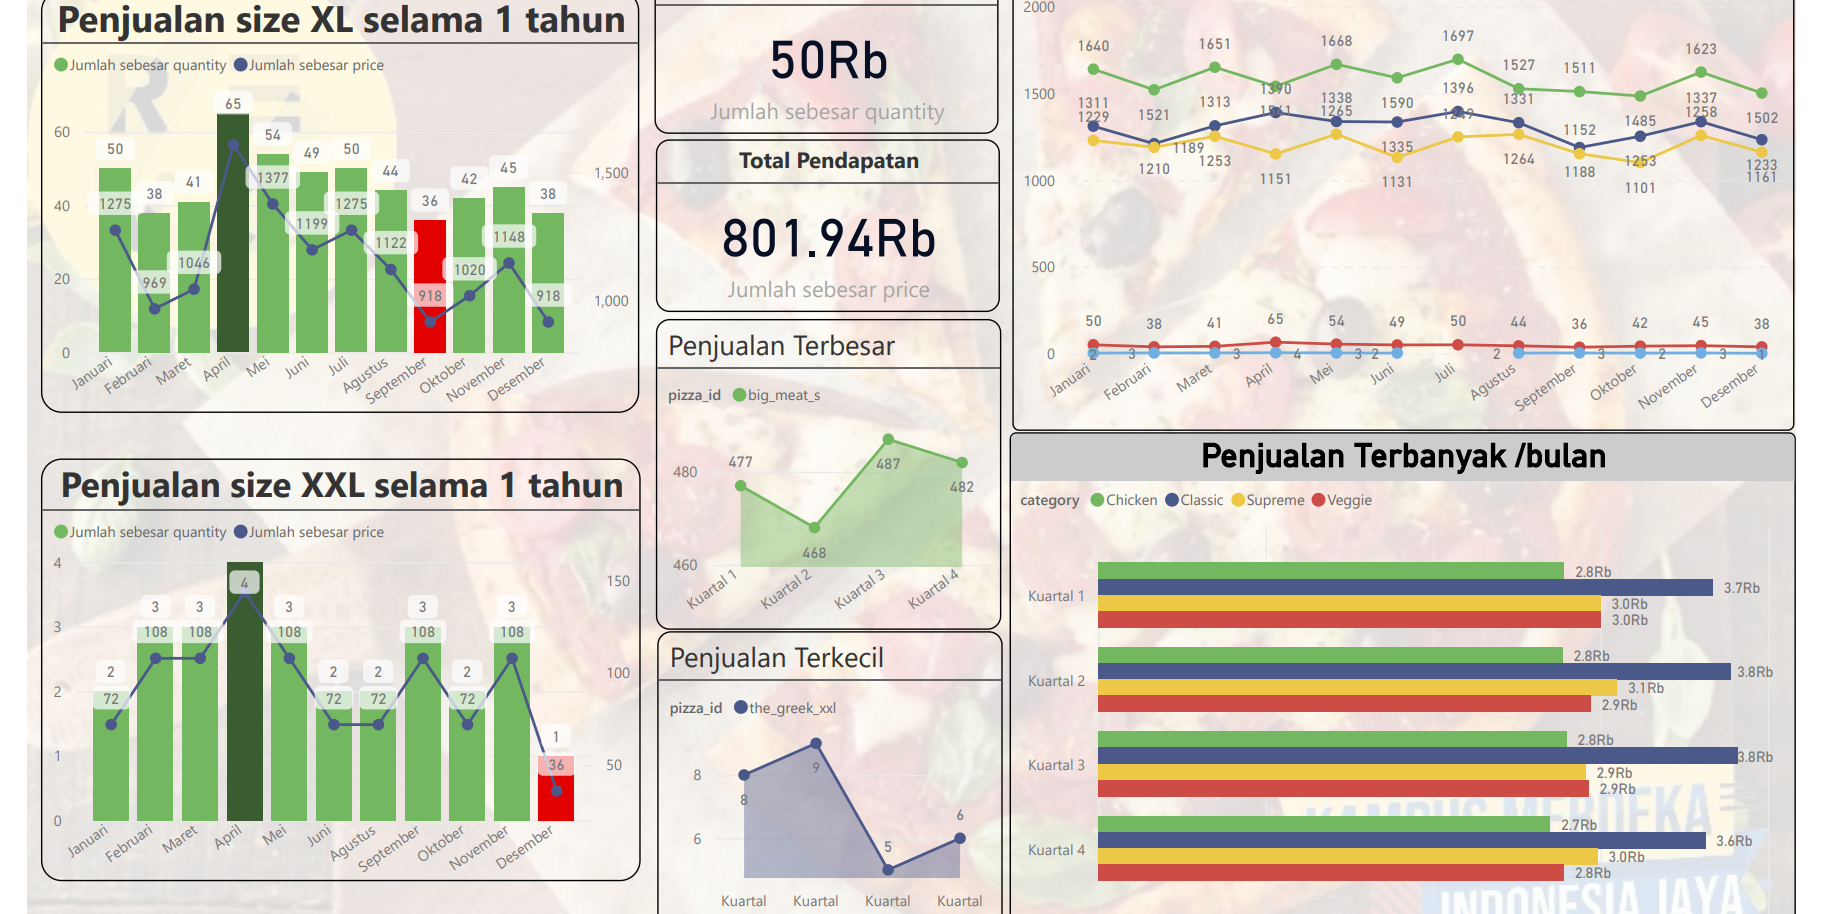 Penjualan size XL selama 1 tahun
Jumlah sebesar quantity Jumlah sebesar price
60
40
20
0
1,500
1,000
50 38 41 65 54 49 50 44 36 42 45 38
1275 969 1046 1377 1199 1275 1122 918 1020 1148 918
Januari Februari Maret April Mei Juni Juli Agustus September Oktober November Desember
Penjualan size XXL selama 1 tahun
Jumlah sebesar quantity Jumlah sebesar price
4
3
2
1
0
150
100
50
2 3 3 4 3 2 2 3 2 3 1
72 108 108 108 72 72 108 72 108 36
Januari Februari Maret April Mei Juni Agustus September Oktober November Desember
50Rb
Jumlah sebesar quantity
Total Pendapatan
801.94Rb
Jumlah sebesar price
Penjualan Terbesar
pizza_id big_meat_s
480
460
477 468 487 482
Kuartal 1 Kuartal 2 Kuartal 3 Kuartal 4
Penjualan Terkecil
pizza_id the_greek_xxl
8
6
8 9 5 6
Kuartal Kuartal Kuartal Kuartal
2000
1500
1000
500
0
1640 1521 1651 1668 1590 1697 1527 1511 1485 1623 1502
1311 1210 1313 1390 1338 1335 1396 1331 1188 1253 1337 1233
1229 1189 1253 1151 1265 1131 1264 1152 1101 1258 1161
50 38 41 65 54 49 50 44 36 42 45 38
2 3 3 4 3 2 2 3 2 3 1
Januari Februari Maret April Mei Juni Juli Agustus September Oktober November Desember
Penjualan Terbanyak /bulan
category Chicken Classic Supreme Veggie
Kuartal 1 2.8Rb 3.7Rb 3.0Rb 3.0Rb
Kuartal 2 2.8Rb 3.8Rb 3.1Rb 2.9Rb
Kuartal 3 2.8Rb 3.8Rb 2.9Rb 2.9Rb
Kuartal 4 2.7Rb 3.6Rb 3.0Rb 2.8Rb
KAMPUS MERDEKA
INDONESIA JAYA